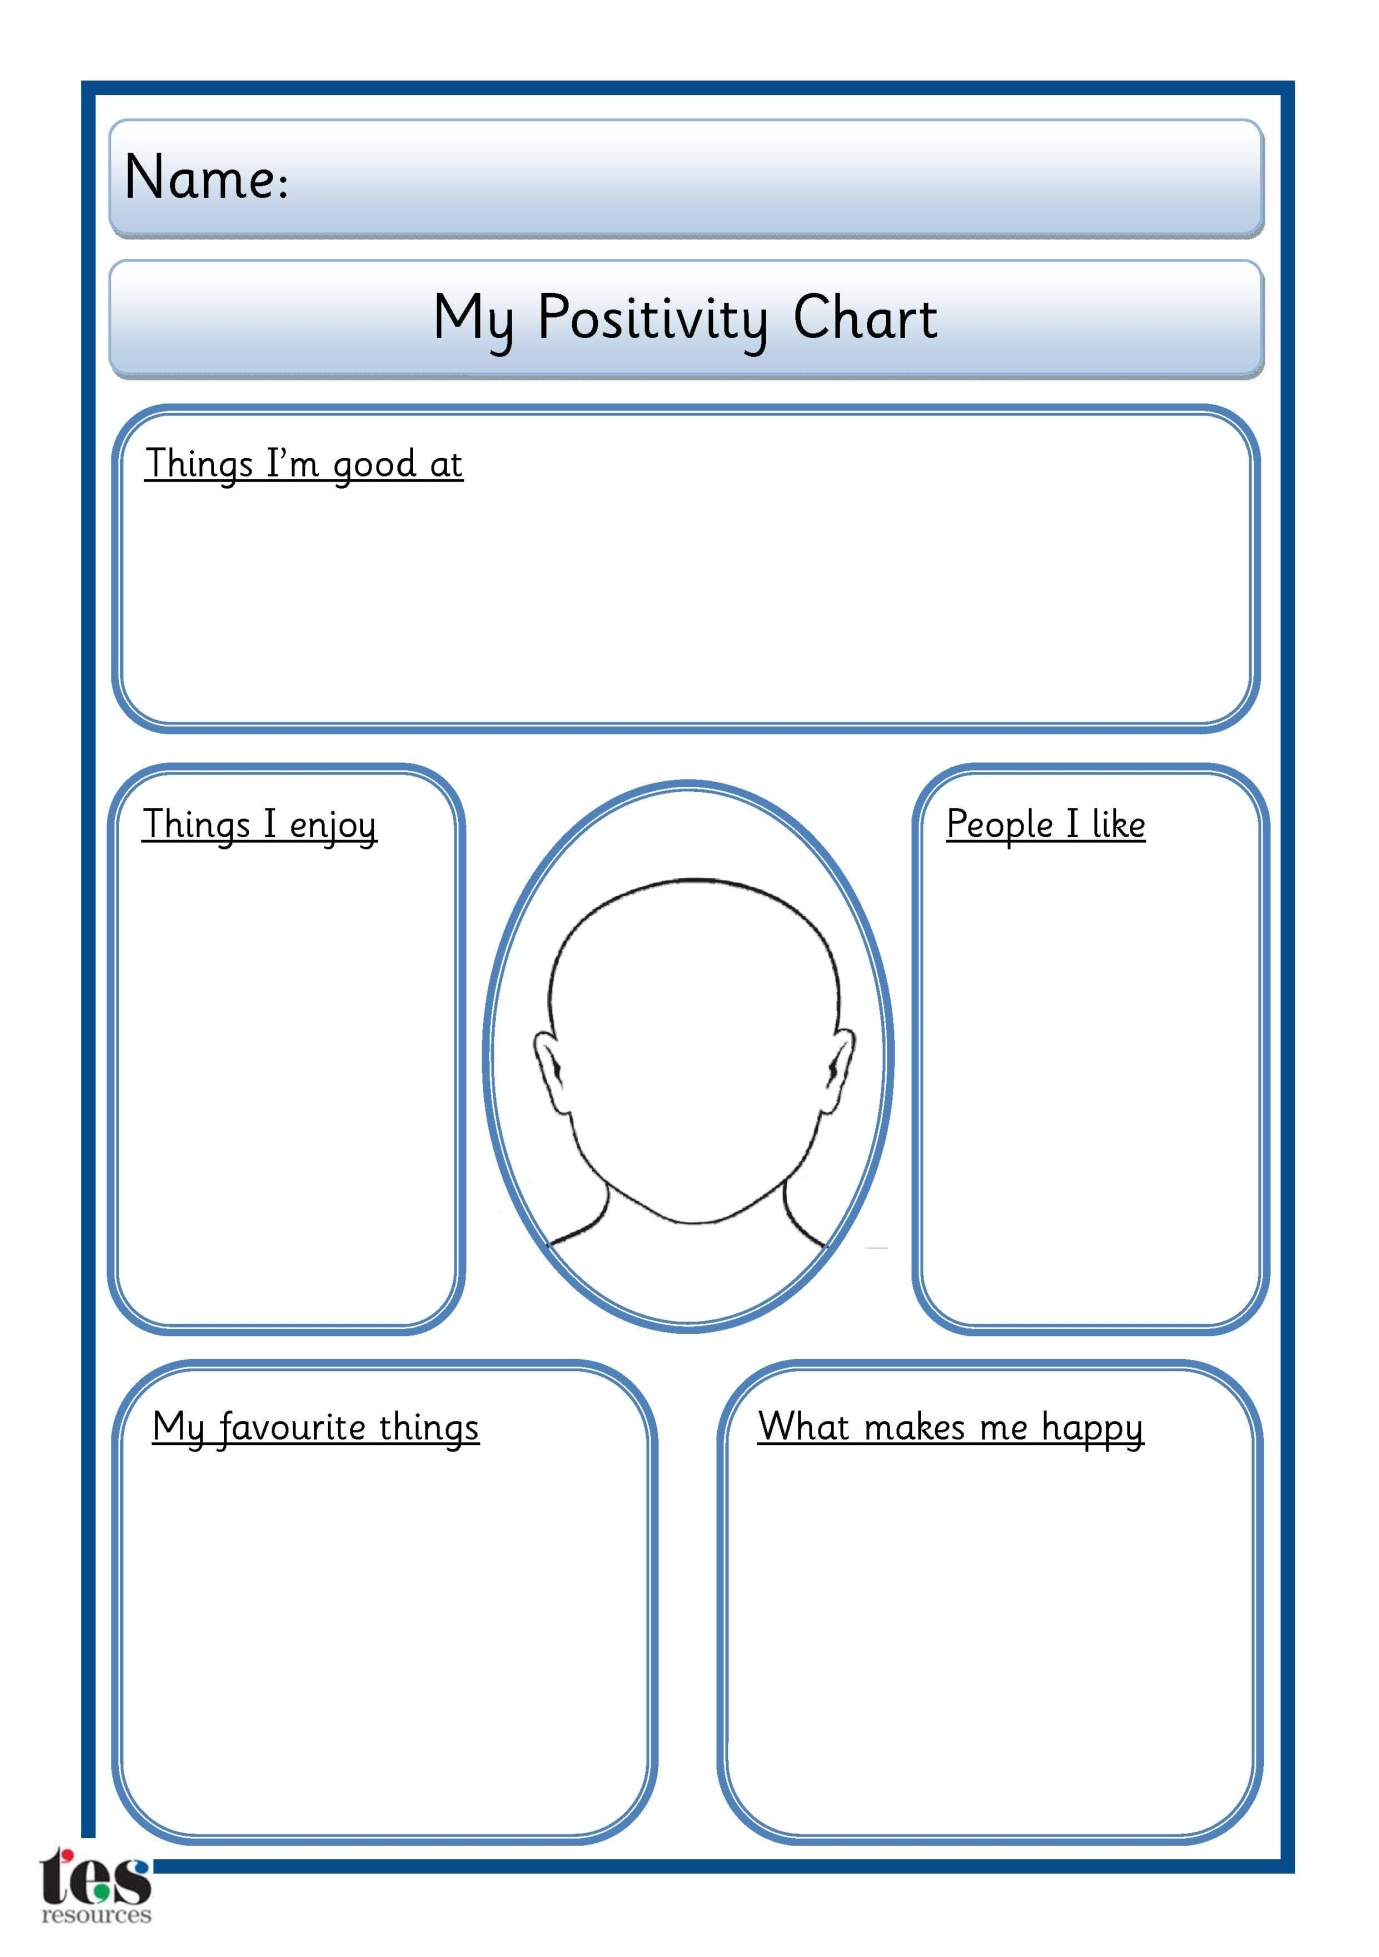 Name:
My Positivity Chart
Things I'm good at
Things I enjoy
People I like
My favourite things
What makes me happy
tes
resources